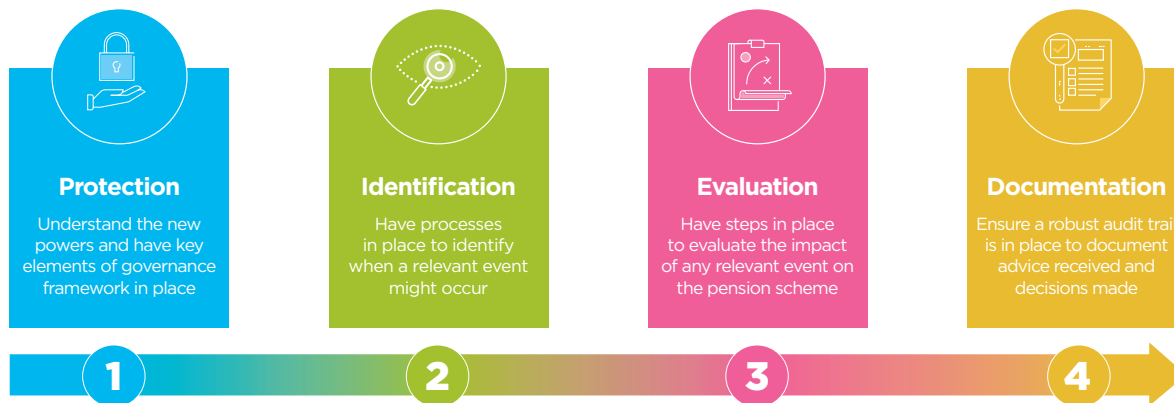 Protection
Understand the new
powers and have key
elements of governance
framework in place
1
Identification
Have processes
in place to identify
when a relevant event
might occur
2
Evaluation
Have steps in place
to evaluate the impact
of any relevant event on
the pension scheme
3
Documentation
Ensure a robust audit trail
is in place to document
advice received and
decisions made
4